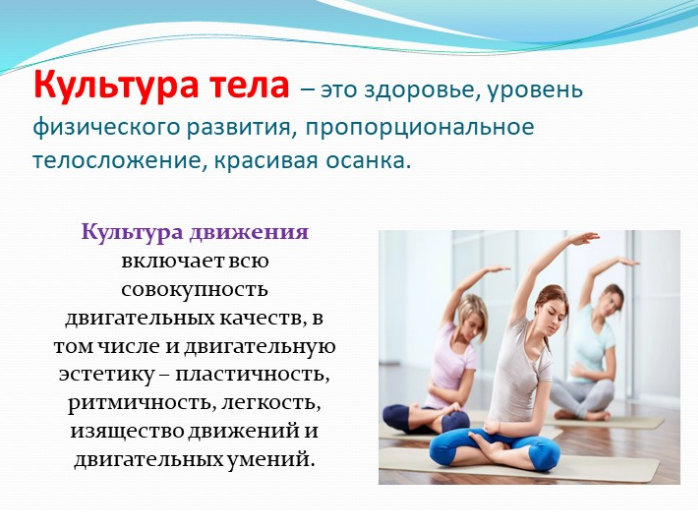 Культура тела – это здоровье, уровень
физического развития, пропорциональное
телосложение, красивая осанка.
Культура движения
включает всю
совокупность
двигательных качеств, в
том числе и двигательную
эстетику – пластичность,
ритмичность, легкость,
изящество движений и
двигательных умений.